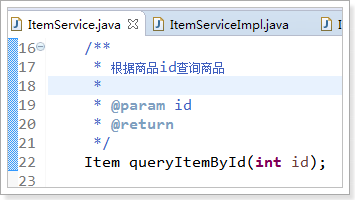 ItemService.java ItemServiceImpl.java
16 /**
17 * 根据商品id查询商品
18 *
19 * @param id
20 * @return
21 */
22 Item queryItemById(int id);
23